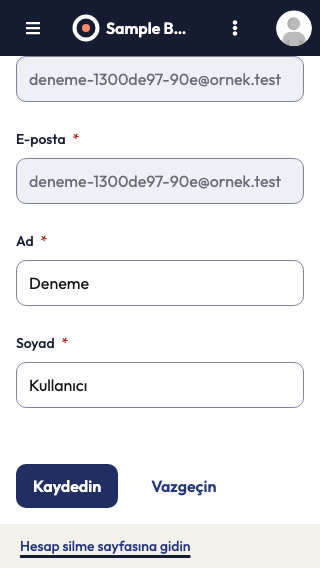 Sample B...
deneme-1300de97-90e@ornek.test
E-posta *
deneme-1300de97-90e@ornek.test
Ad *
Deneme
Soyad *
Kullanıcı
Kaydedin Vazgeçin
Hesap silme sayfasına gidin